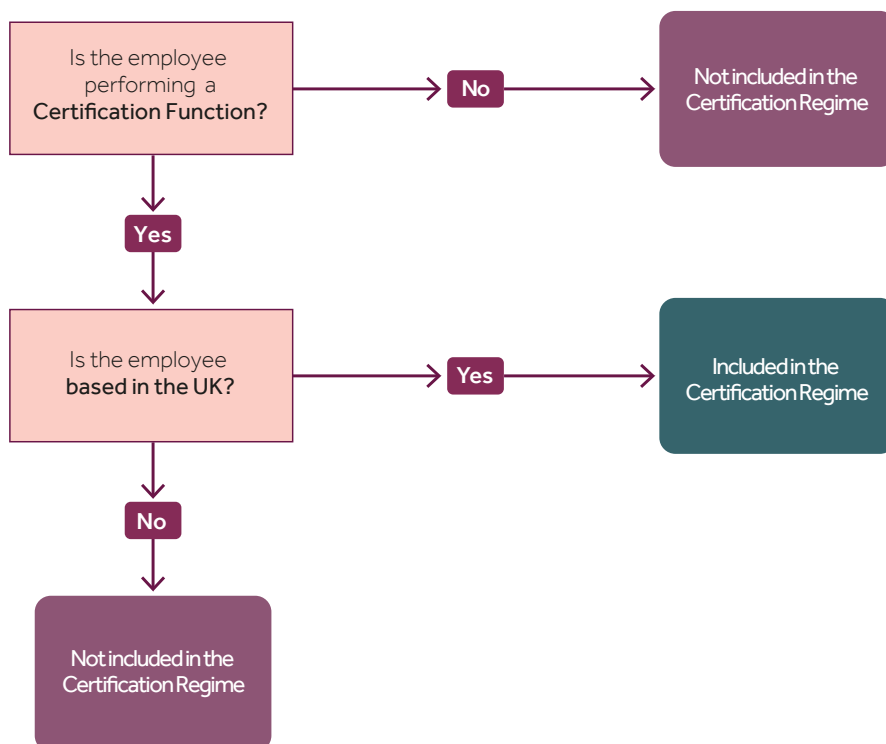 Is the employee
performing a
Certification Function?
No
Not included in the
Certification Regime
Yes
Is the employee
based in the UK?
Yes
Included in the
Certification Regime
No
Not included in the
Certification Regime